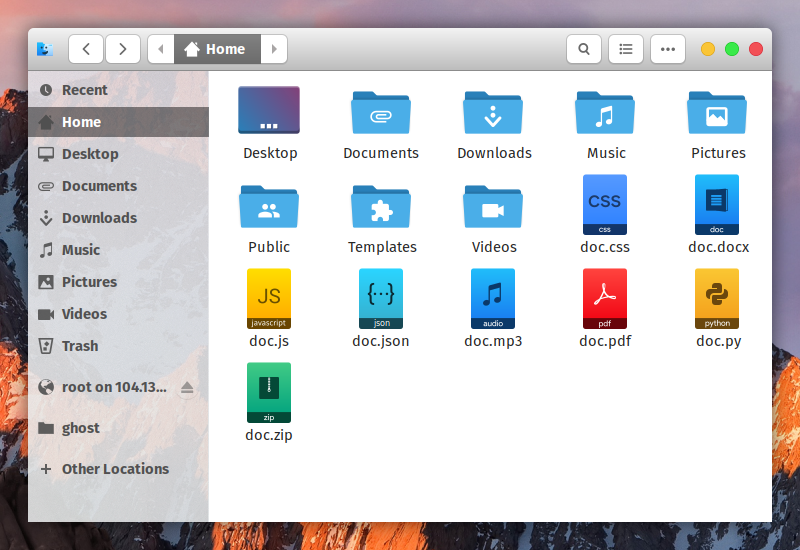 Home
Recent
Home
Desktop
Documents
Downloads
Music
Pictures
Videos
Trash
root on 104.13...
ghost
Other Locations
Desktop
Documents
Downloads
Music
Pictures
Public
Templates
Videos
CSS
css
doc.css
doc
doc.docx
JS
javascript
doc.js
{...}
json
doc.json
audio
doc.mp3
pdf
doc.pdf
python
doc.py
zip
doc.zip